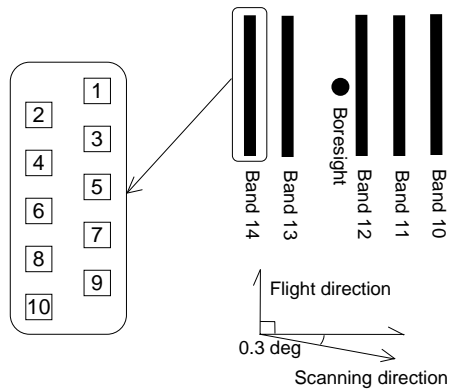 1
2
3
4
5
6
7
8
9
10
Band 14
Band 13
Boresight
Band 12
Band 11
Band 10
Flight direction
0.3 deg
Scanning direction